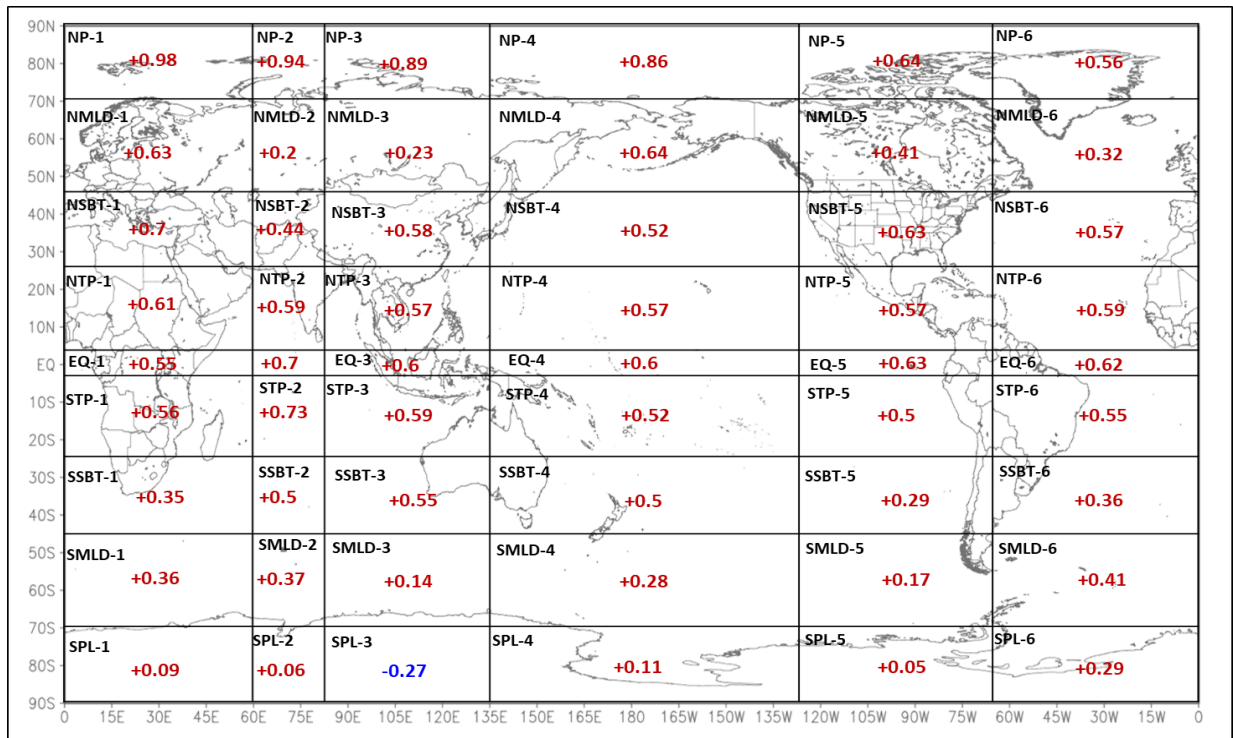 90N
NP-1 NP-2 NP-3 NP-4 NP-5 NP-6
80N +0.98 +0.94 +0.89 +0.86 +0.64 +0.56
70N
NMLD-1 NMLD-2 NMLD-3 NMLD-4 NMLD-5 NMLD-6
60N
+0.63 +0.2 +0.23 +0.64 +0.41 +0.32
50N
NSBT-1 NSBT-2 NSBT-3 NSBT-4 NSBT-5 NSBT-6
40N
+0.7 +0.44 +0.58 +0.52 +0.63 +0.57
30N
NTP-1 NTP-2 NTP-3 NTP-4 NTP-5 NTP-6
20N
+0.61 +0.59 +0.57 +0.57 +0.57 +0.59
10N
EQ-1 EQ-3 EQ-4 EQ-5 EQ-6
EQ +0.55 +0.7 +0.6 +0.6 +0.63 +0.62
STP-1 STP-2 STP-3 STP-4 STP-5 STP-6
10S
+0.56 +0.73 +0.59 +0.52 +0.5 +0.55
20S
SSBT-1 SSBT-2 SSBT-3 SSBT-4 SSBT-5 SSBT-6
30S
+0.35 +0.5 +0.55 +0.5 +0.29 +0.36
40S
SMLD-1 SMLD-2 SMLD-3 SMLD-4 SMLD-5 SMLD-6
50S
+0.36 +0.37 +0.14 +0.28 +0.17 +0.41
60S
70S
SPL-1 SPL-2 SPL-3 SPL-4 SPL-5 SPL-6
80S +0.09 +0.06 -0.27 +0.11 +0.05 +0.29
90S
0 15E 30E 45E 60E 75E 90E 105E 120E 135E 150E 165E 180 165W 150W 135W 120W 105W 90W 75W 60W 45W 30W 15W 0